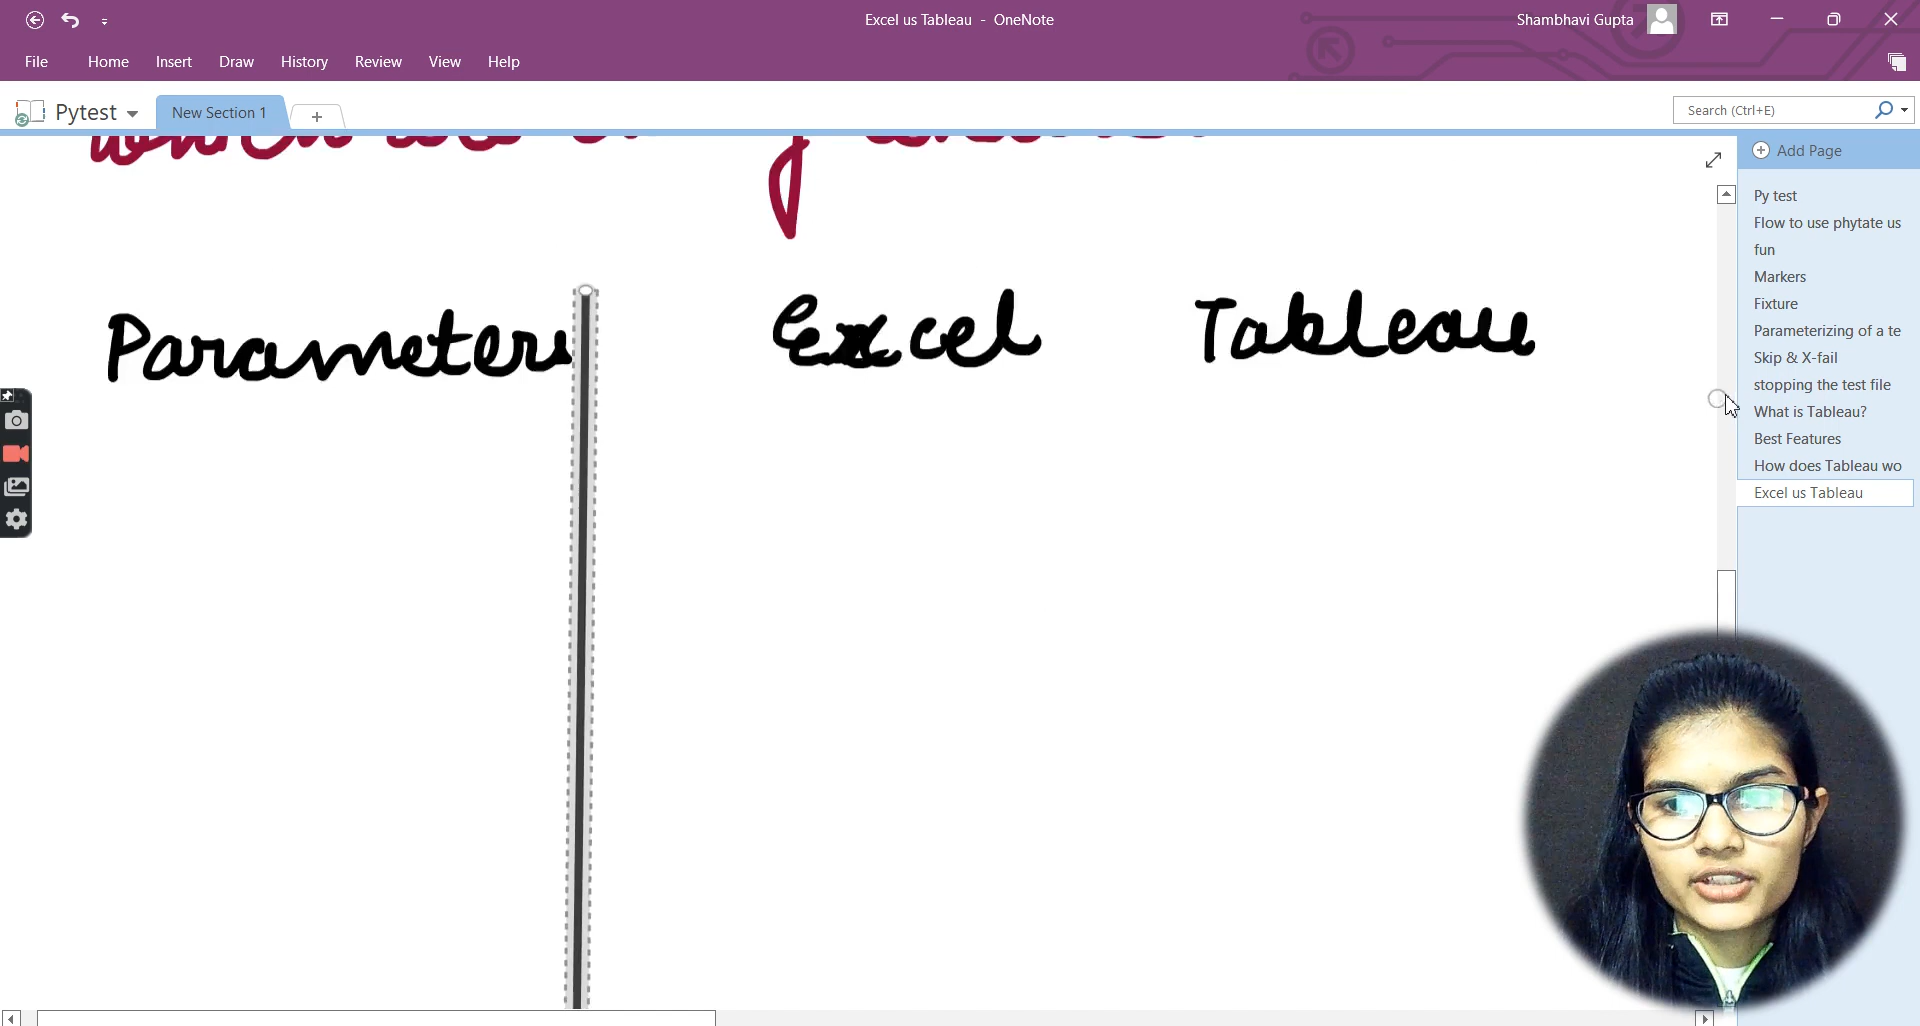 Excel us Tableau - OneNote
Shambhavi Gupta
File Home Insert Draw History Review View Help
Pytest New Section 1 +
Search (Ctrl+E)
Add Page
Py test
Flow to use phytate us
fun
Markers
Fixture
Parameterizing of a te
Skip & X-fail
stopping the test file
What is Tableau?
Best Features
How does Tableau wo
Excel us Tableau
Parameters Excel Tableau